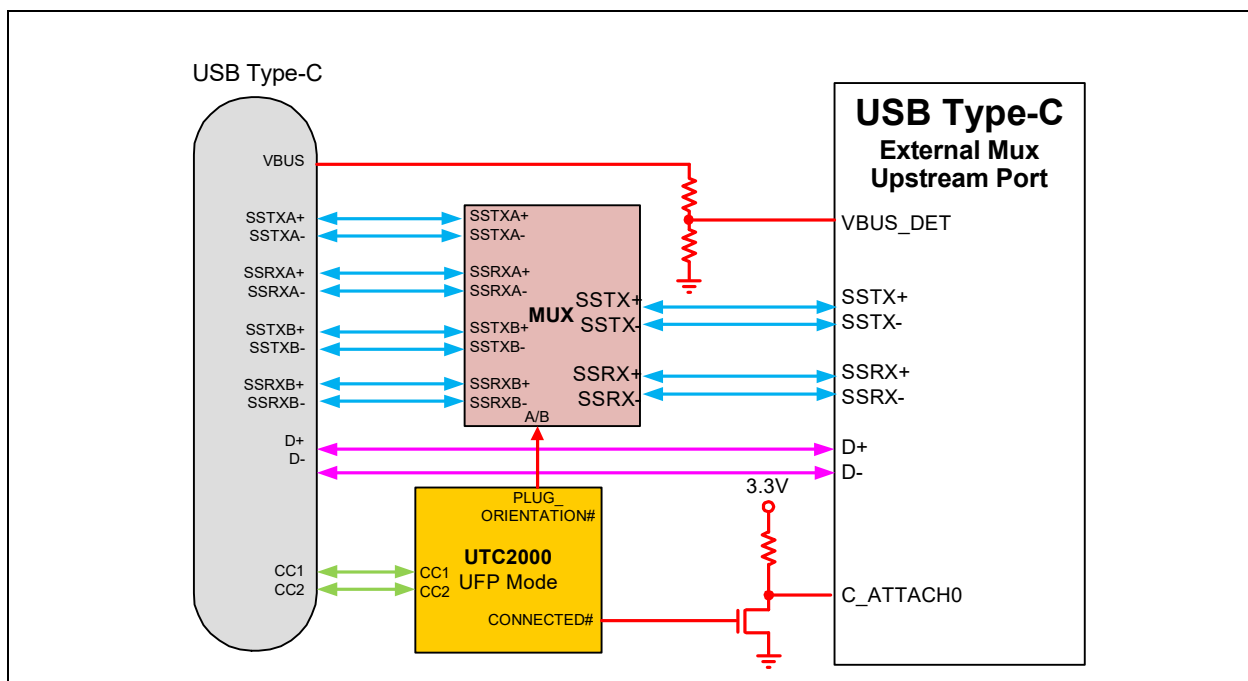 USB Type-C
VBUS
SSTXA+
SSTXA-
SSRXA+
SSRXA-
SSTXB+
SSTXB-
SSRXB+
SSRXB-
D+
D-
CC1
CC2
SSTXA+
SSTXA-
SSRXA+
SSRXA-
SSTXB+
SSTXB-
SSRXB+
SSRXB-
MUX
SSTX+
SSTX-
SSRX+
SSRX-
A/B
PLUG_
ORIENTATION#
UTC2000
UFP Mode
CC1
CC2
CONNECTED#
3.3V
USB Type-C
External Mux
Upstream Port
VBUS_DET
SSTX+
SSTX-
SSRX+
SSRX-
D+
D-
C_ATTACH0